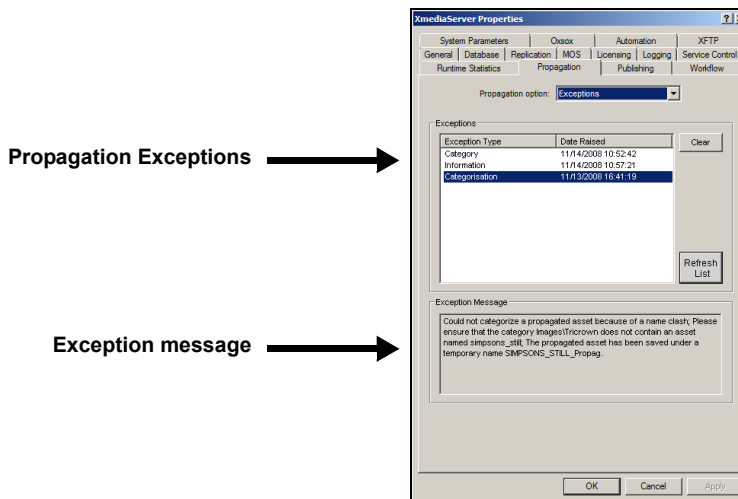 XmediaServer Properties
?
System Parameters Oxsox Automation XFTP
General Database Replication MOS Licensing Logging Service Control
Runtime Statistics Propagation Publishing Workflow
Propagation option: Exceptions
Exceptions
Propagation Exceptions
Exception Type Date Raised Clear
Category 11/14/2008 10:52:42
Information 11/14/2008 10:57:21
Categorisation 11/13/2008 16:41:19
Refresh
List
Exception Message
Exception message
Could not categorize a propagated asset because of a name clash; Please
ensure that the category Images\Tricrown does not contain an asset
named simpsons_still; The propagated asset has been saved under a
temporary name SIMPSONS_STILL_Propag.
OK Cancel Apply